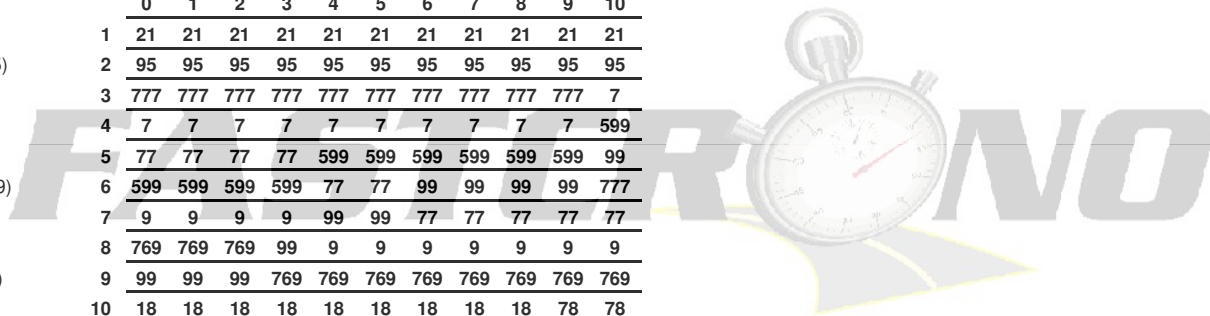 0 1 2 3 4 5 6 7 8 9 10
1 21 21 21 21 21 21 21 21 21 21 21
) 2 95 95 95 95 95 95 95 95 95 95 95
3 777 777 777 777 777 777 777 777 777 777 7
4 7 7 7 7 7 7 7 7 7 7 599
5 77 77 77 77 599 599 599 599 599 599 99
9) 6 599 599 599 599 77 77 99 99 99 99 777
7 9 9 9 9 99 99 77 77 77 77 77
8 769 769 769 99 9 9 9 9 9 9 9
) 9 99 99 99 769 769 769 769 769 769 769 769
10 18 18 18 18 18 18 18 18 18 78 78
FASTCRONO